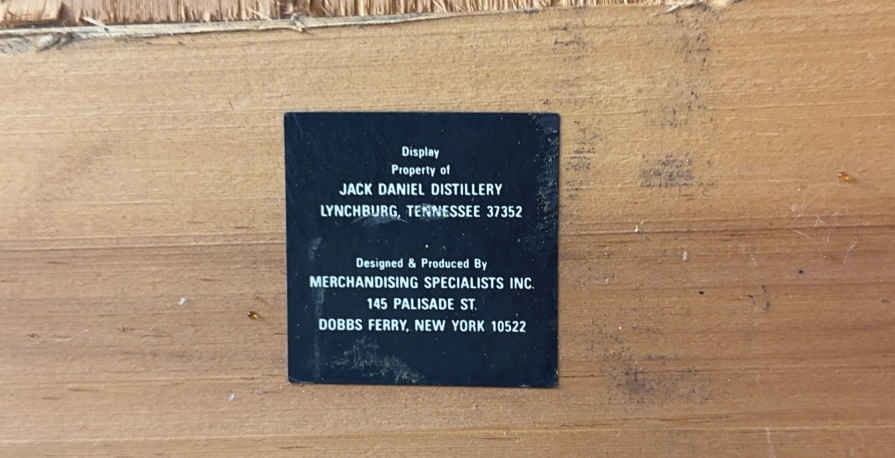 Display
Property of
JACK DANIEL DISTILLERY
LYNCHBURG, TENNESSEE 37352
Designed & Produced By
MERCHANDISING SPECIALISTS INC.
145 PALISADE ST.
DOBBS FERRY, NEW YORK 10522